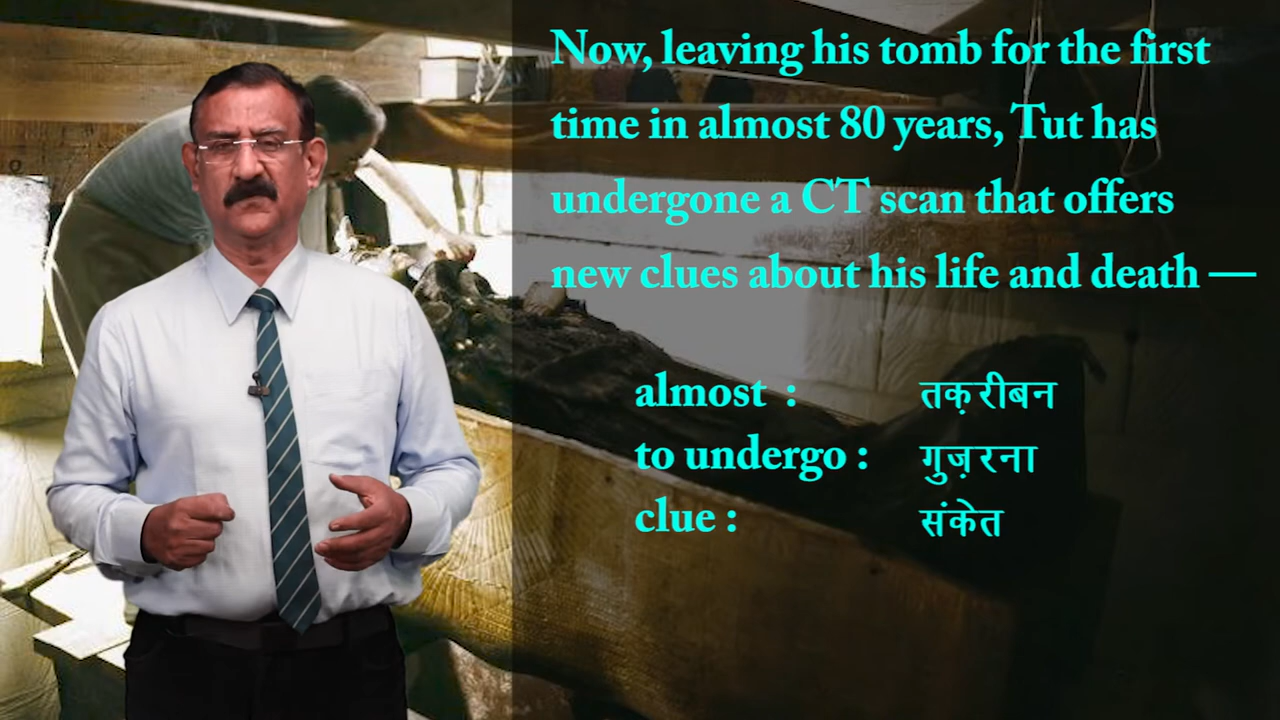 Now, leaving his tomb for the first
time in almost 80 years, Tut has
undergone a CT scan that offers
new clues about his life and death —
almost : तक़रीबन
to undergo : गुज़रना
clue : संकेत